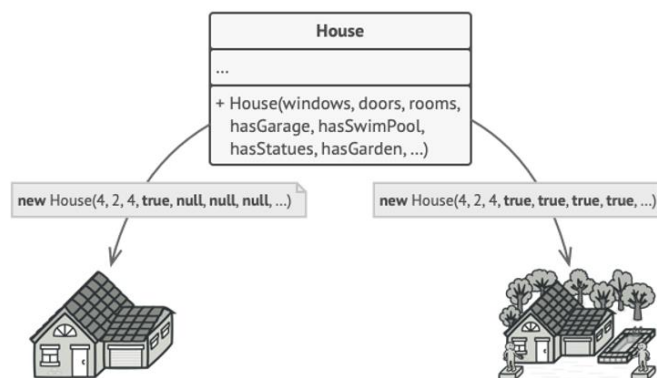 House
...
+ House(windows, doors, rooms,
hasGarage, hasSwimPool,
hasStatues, hasGarden, ...)
new House(4, 2, 4, true, null, null, null, ...)
new House(4, 2, 4, true, true, true, true, ...)